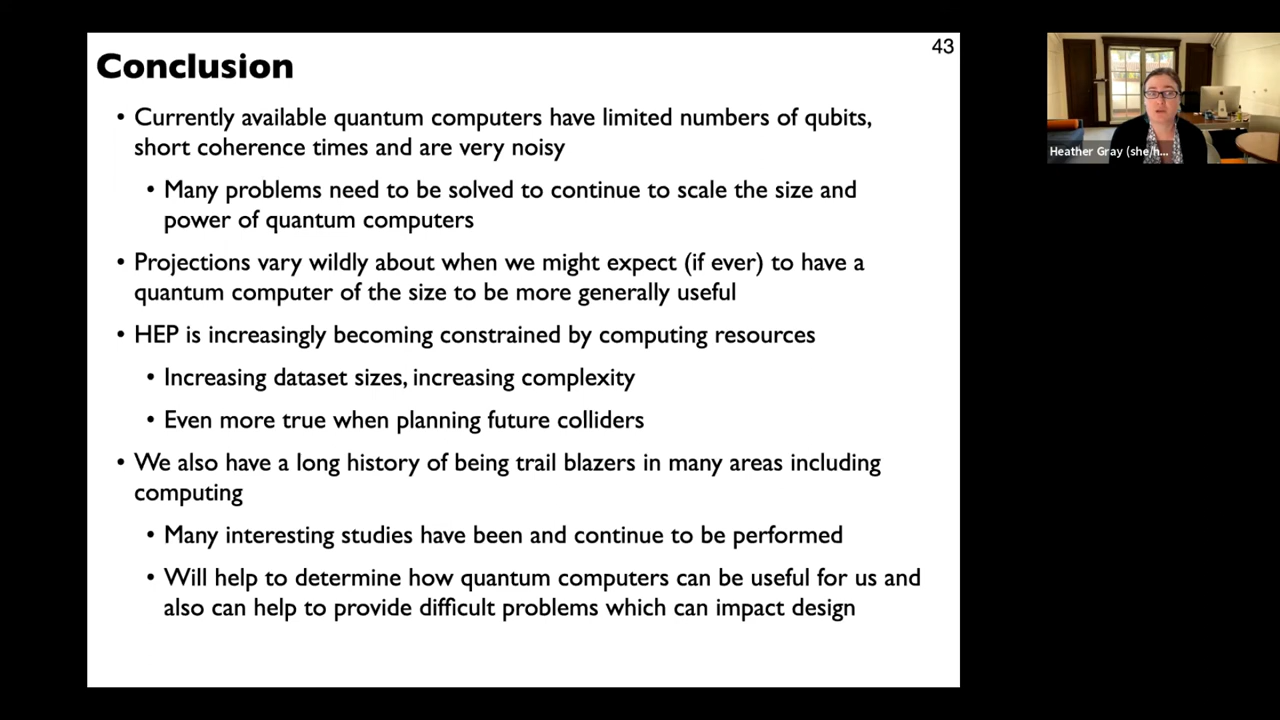 43
Conclusion
• Currently available quantum computers have limited numbers of qubits,
short coherence times and are very noisy
• Many problems need to be solved to continue to scale the size and
power of quantum computers
• Projections vary wildly about when we might expect (if ever) to have a
quantum computer of the size to be more generally useful
• HEP is increasingly becoming constrained by computing resources
• Increasing dataset sizes, increasing complexity
• Even more true when planning future colliders
• We also have a long history of being trail blazers in many areas including
computing
• Many interesting studies have been and continue to be performed
• Will help to determine how quantum computers can be useful for us and
also can help to provide difficult problems which can impact design
Heather Gray (she/h...